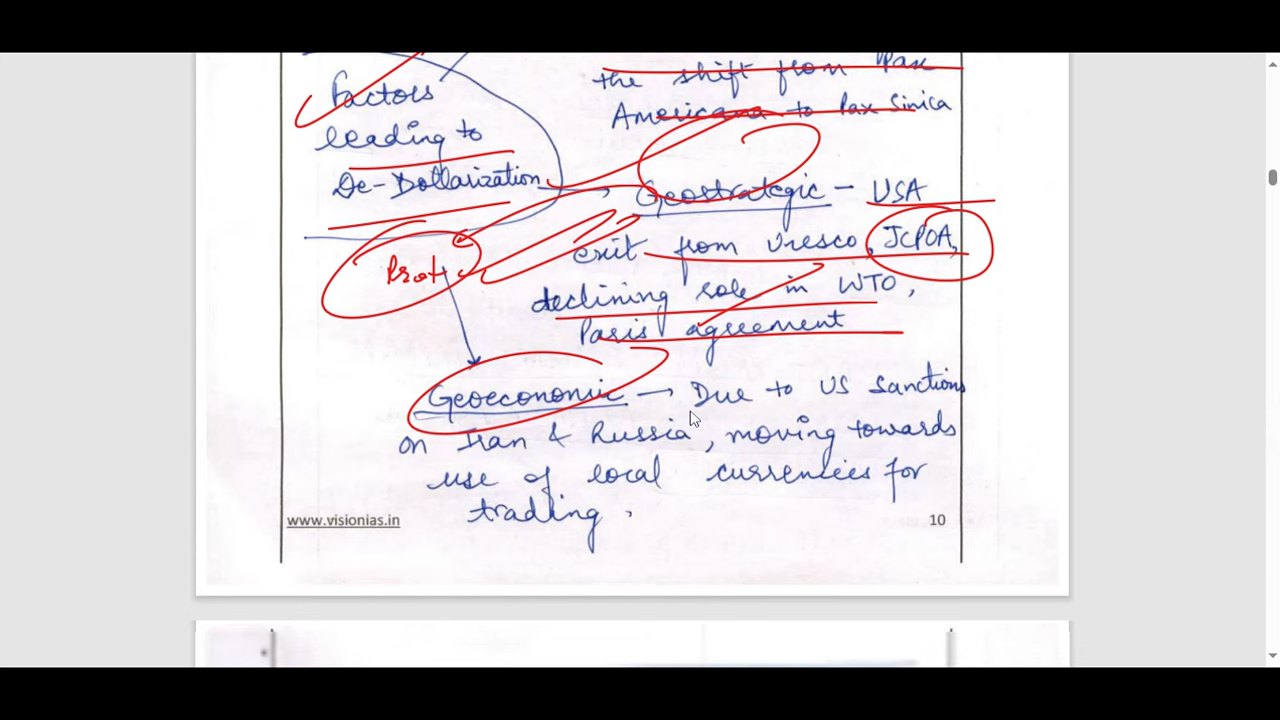 the shift from Pax
Americana to Pax Sinica
Factors
leading to
De-Dollarization
Geostrategic - USA
exit from Unesco, JCPOA,
declining role in WTO,
Paris agreement
Geoeconomic → Due to US Sanctions
on Iran & Russia, moving towards
use of local currencies for
trading.
www.visionias.in
10